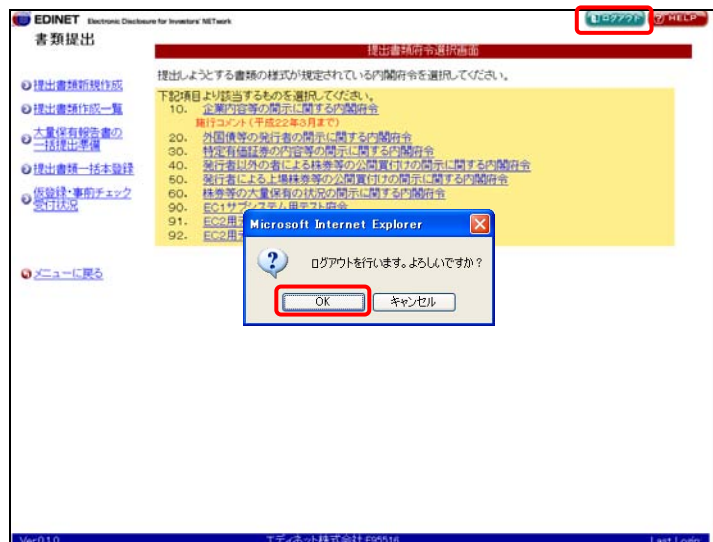 EDINET Electronic Disclosure for Investors' NETwork
ログアウト
HELP
書類提出
提出書類府令選択画面
提出しようとする書類の様式が規定されている内閣府令を選択してください。
提出書類新規作成
提出書類作成一覧
大量保有報告書の
一括提出準備
提出書類一括本登録
仮登録・事前チェック
受付状況
メニューに戻る
下記項目より該当するものを選択してください。
10. 企業内容等の開示に関する内閣府令
施行コメント(平成22年3月まで)
20. 外国債等の発行者の開示に関する内閣府令
30. 特定有価証券の内容等の開示に関する内閣府令
40. 発行者以外の者による株券等の公開買付けの開示に関する内閣府令
50. 発行者による上場株券等の公開買付けの開示に関する内閣府令
60. 株券等の大量保有の状況の開示に関する内閣府令
90. EC1サブシステム用テスト府令
91. EC2用
92. EC2用
Microsoft Internet Explorer
ログアウトを行います。よろしいですか?
OK
キャンセル
Ver.0.1.0
エディネット株式会社 E95516
Last Login